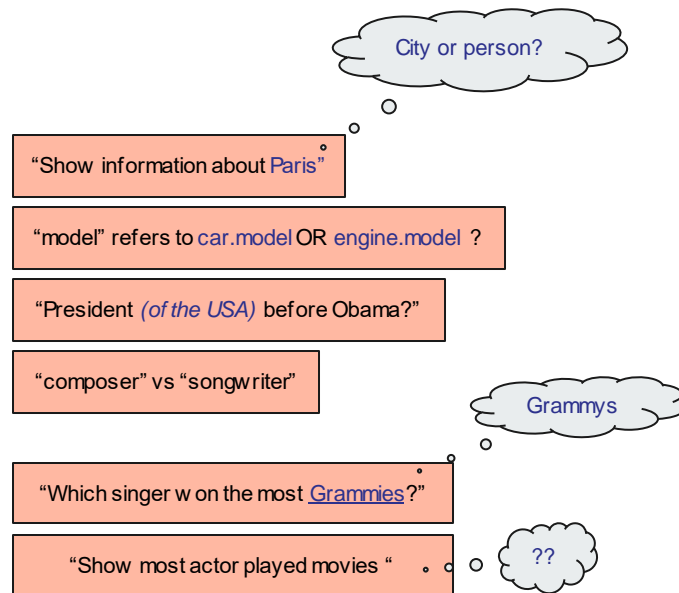 City or person?
“Show information about Paris”
“model” refers to car.model OR engine.model ?
“President (of the USA) before Obama?”
“composer” vs “songwriter”
Grammys
“Which singer won the most Grammies?”
??
“Show most actor played movies “